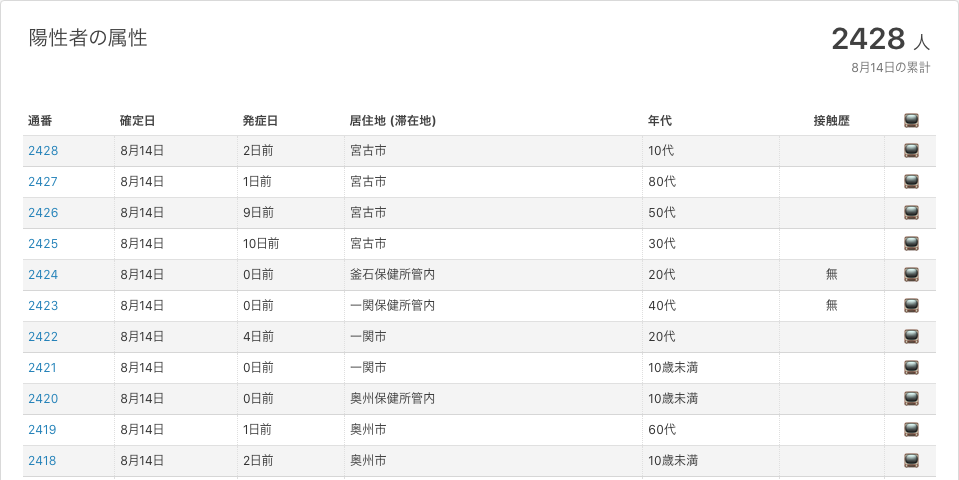 陽性者の属性
2428 人
8月14日の累計
通番 確定日 発症日 居住地 (滞在地) 年代 接触歴
2428 8月14日 2日前 宮古市 10代
2427 8月14日 1日前 宮古市 80代
2426 8月14日 9日前 宮古市 50代
2425 8月14日 10日前 宮古市 30代
2424 8月14日 0日前 釜石保健所管内 20代 無
2423 8月14日 0日前 一関保健所管内 40代 無
2422 8月14日 4日前 一関市 20代
2421 8月14日 0日前 一関市 10歳未満
2420 8月14日 0日前 奥州保健所管内 10歳未満
2419 8月14日 1日前 奥州市 60代
2418 8月14日 2日前 奥州市 10歳未満